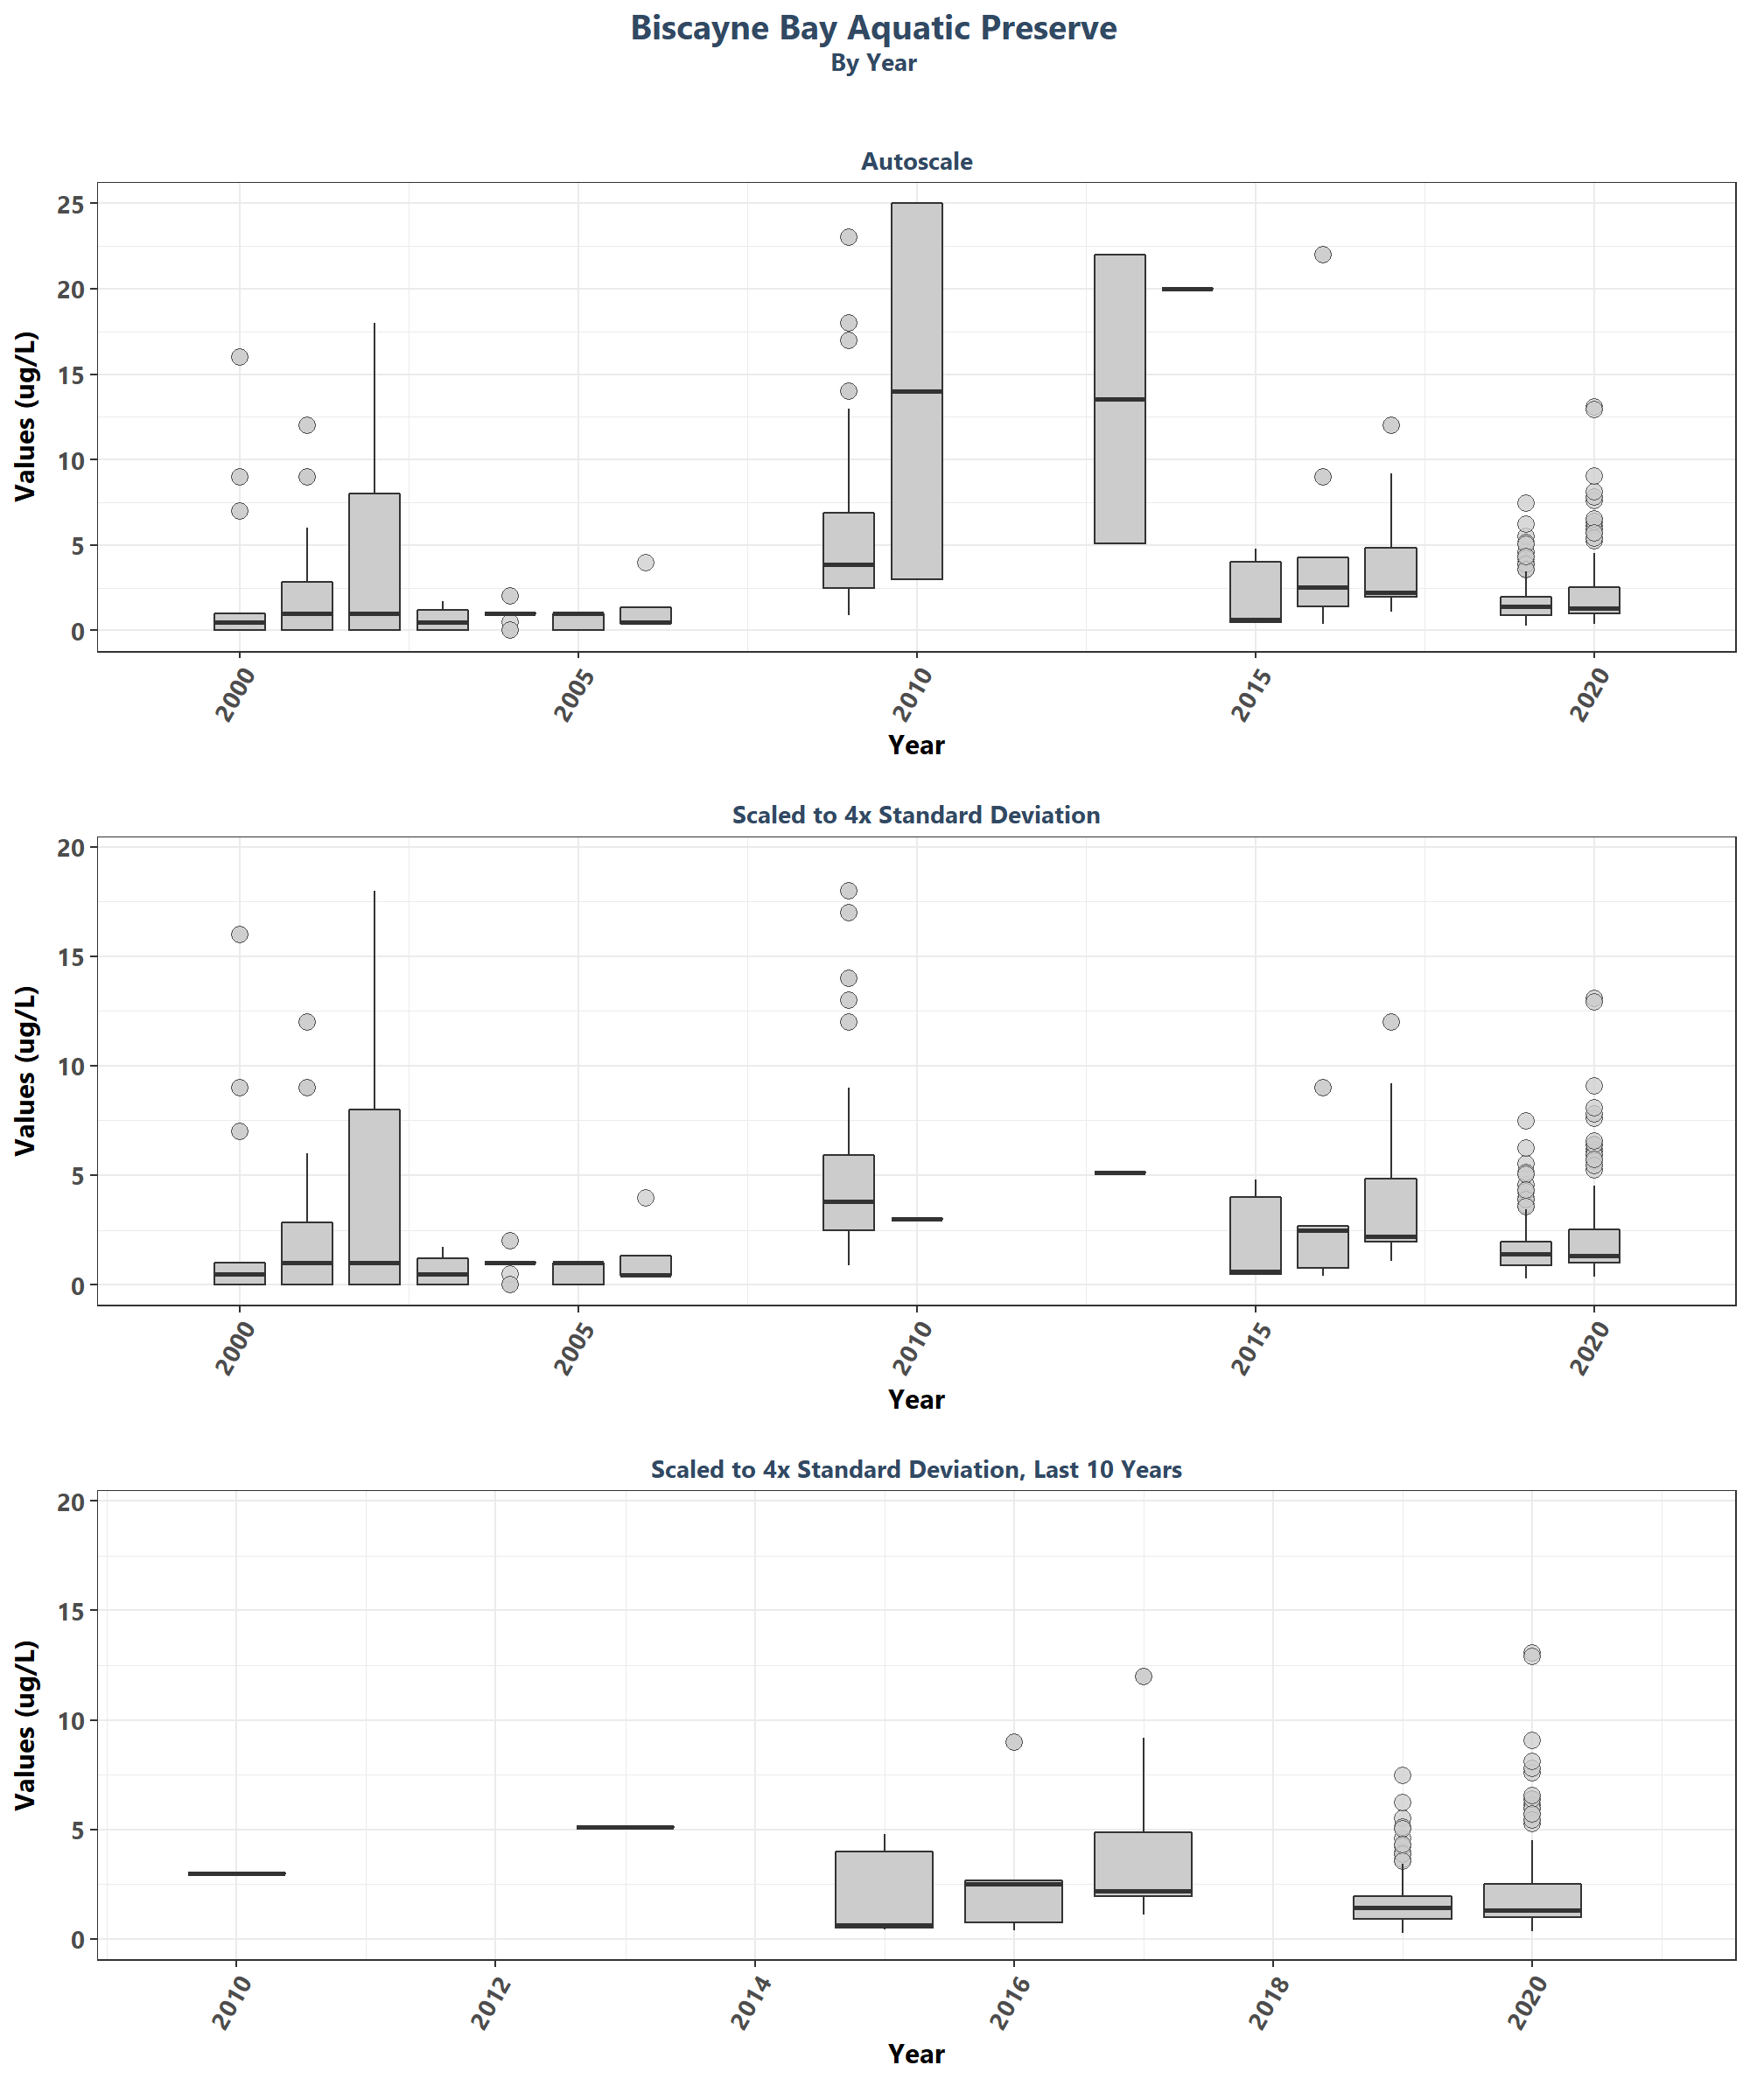 Biscayne Bay Aquatic Preserve
By Year
Autoscale
Values (ug/L)
25
20
15
10
5
0
2000
2005
2010
2015
2020
Year
Scaled to 4x Standard Deviation
Values (ug/L)
20
15
10
5
0
2000
2005
2010
2015
2020
Year
Scaled to 4x Standard Deviation, Last 10 Years
Values (ug/L)
20
15
10
5
0
2010
2012
2014
2016
2018
2020
Year